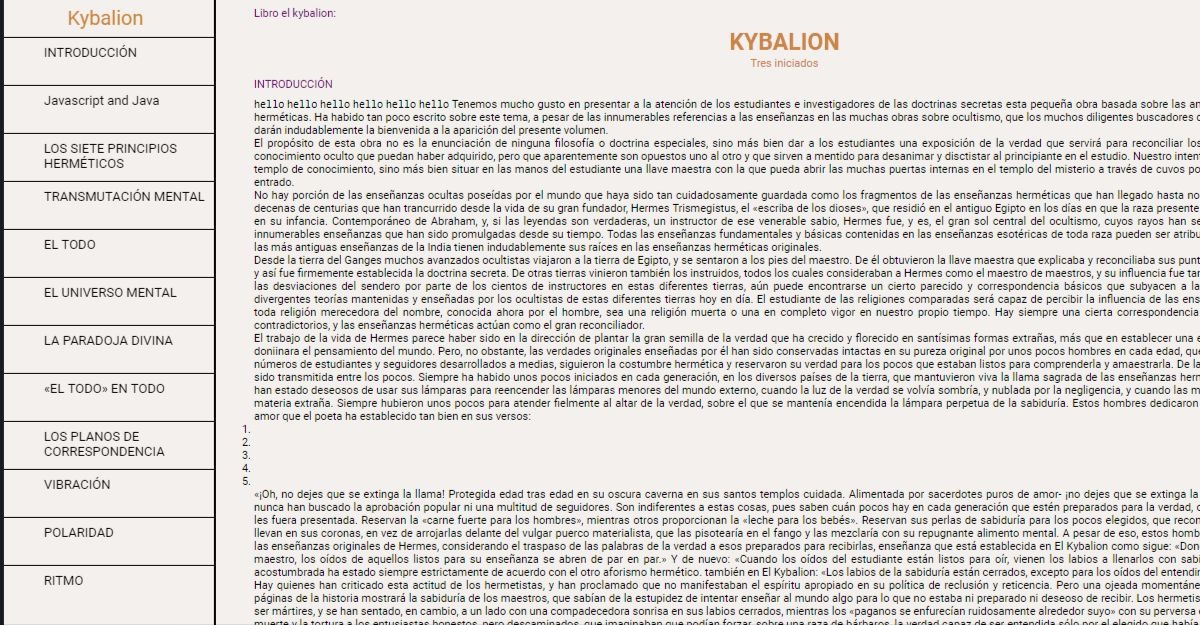 Kybalion
INTRODUCCIÓN
Javascript and Java
LOS SIETE PRINCIPIOS
HERMÉTICOS
TRANSMUTACIÓN MENTAL
EL TODO
EL UNIVERSO MENTAL
LA PARADOJA DIVINA
«EL TODO» EN TODO
LOS PLANOS DE
CORRESPONDENCIA
VIBRACIÓN
POLARIDAD
RITMO
Libro el kybalion:
KYBALION
Tres iniciados
INTRODUCCIÓN
hello hello hello hello hello hello Tenemos mucho gusto en presentar a la atención de los estudiantes e investigadores de las doctrinas secretas esta pequeña obra basada sobre las an
herméticas. Ha habido tan poco escrito sobre este tema, a pesar de las innumerables referencias a las enseñanzas en las muchas obras sobre ocultismo, que los muchos diligentes buscadores
darán indudablemente la bienvenida a la aparición del presente volumen.
El propósito de esta obra no es la enunciación de ninguna filosofía o doctrina especiales, sino más bien dar a los estudiantes una exposición de la verdad que servirá para reconciliar los
conocimiento oculto que puedan haber adquirido, pero que aparentemente son opuestos uno al otro y que sirven a mentido para desanimar y disctistar al principiante en el estudio. Nuestro inten
templo de conocimiento, sino más bien situar en las manos del estudiante una llave maestra con la que pueda abrir las muchas puertas internas en el templo del misterio a través de cuvos po
entrado.
No hay porción de las enseñanzas ocultas poseídas por el mundo que haya sido tan cuidadosamente guardada como los fragmentos de las enseñanzas herméticas que han llegado hasta no
decenas de centurias que han trancurrido desde la vida de su gran fundador, Hermes Trismegistus, el «escriba de los dioses», que residió en el antiguo Egipto en los días en que la raza present
en su infancia. Contemporáneo de Abraham, y, si las leyendas son verdaderas, un instructor de ese venerable sabio, Hermes fue, y es, el gran sol central del ocultismo, cuyos rayos han se
innumerables enseñanzas que han sido promulgadas desde su tiempo. Todas las enseñanzas fundamentales y básicas contenidas en las enseñanzas esotéricas de toda raza pueden ser atribu
las más antiguas enseñanzas de la India tienen indudablemente sus raíces en las enseñanzas herméticas originales.
Desde la tierra del Ganges muchos avanzados ocultistas viajaron a la tierra de Egipto, y se sentaron a los pies del maestro. De él obtuvieron la llave maestra que explicaba y reconciliaba sus punt
y así fue firmemente establecida la doctrina secreta. De otras tierras vinieron también los instruidos, todos los cuales consideraban a Hermes como el maestro de maestros, y su influencia fue tan
las desviaciones del sendero por parte de los cientos de instructores en estas diferentes tierras, aún puede encontrarse un cierto parecido y correspondencia básicos que subyacen a la
divergentes teorías mantenidas y enseñadas por los ocultistas de estas diferentes tierras hoy en día. El estudiante de las religiones comparadas será capaz de percibir la influencia de las ens
toda religión merecedora del nombre, conocida ahora por el hombre, sea una religión muerta o una en completo vigor en nuestro propio tiempo. Hay siempre una cierta correspondencia
contradictorios, y las enseñanzas herméticas actúan como el gran reconciliador.
El trabajo de la vida de Hermes parece haber sido en la dirección de plantar la gran semilla de la verdad que ha crecido y florecido en santísimas formas extrañas, más que en establecer una e
doniinara el pensamiento del mundo. Pero, no obstante, las verdades originales enseñadas por él han sido conservadas intactas en su pureza original por unos pocos hombres en cada edad, que
números de estudiantes y seguidores desarrollados a medias, siguieron la costumbre hermética y reservaron su verdad para los pocos que estaban listos para comprenderla y amaestrarla. De la
sido transmitida entre los pocos. Siempre ha habido unos pocos iniciados en cada generación, en los diversos países de la tierra, que mantuvieron viva la llama sagrada de las enseñanzas hern
han estado deseosos de usar sus lámparas para reencender las lámparas menores del mundo externo, cuando la luz de la verdad se volvía sombría, y nublada por la negligencia, y cuando las m
materia extraña. Siempre hubieron unos pocos para atender fielmente al altar de la verdad, sobre el que se mantenía encendida la lámpara perpetua de la sabiduría. Estos hombres dedicaron
amor que el poeta ha establecido tan bien en sus versos:
1.
2.
3.
4.
5.
«¡Oh, no dejes que se extinga la llama! Protegida edad tras edad en su oscura caverna en sus santos templos cuidada. Alimentada por sacerdotes puros de amor- ¡no dejes que se extinga la
nunca han buscado la aprobación popular ni una multitud de seguidores. Son indiferentes a estas cosas, pues saben cuán pocos hay en cada generación que estén preparados para la verdad,
les fuera presentada. Reservan la «carne fuerte para los hombres», mientras otros proporcionan la «leche para los bebés». Reservan sus perlas de sabiduría para los pocos elegidos, que recon
llevan en sus coronas, en vez de arrojarlas delante del vulgar puerco materialista, que las pisotearía en el fango y las mezclaría con su repugnante alimento mental. A pesar de eso, estos homb
las enseñanzas originales de Hermes, considerando el traspaso de las palabras de la verdad a esos preparados para recibirlas, enseñanza que está establecida en El Kybalion como sigue: «Don
maestro, los oídos de aquellos listos para su enseñanza se abren de par en par.» Y de nuevo: «Cuando los oídos del estudiante están listos para oír, vienen los labios a llenarlos con sabi
acostumbrada ha estado siempre estrictamente de acuerdo con el otro aforismo hermético. también en El Kybalion: «Los labios de la sabiduría están cerrados, excepto para los oídos del entendin
Hay quienes han criticado esta actitud de los hermetistas, y han proclamado que no manifestaban el espíritu apropiado en su política de reclusión y reticencia. Pero una ojeada momentáne
páginas de la historia mostrará la sabiduría de los maestros, que sabían de la estupidez de intentar enseñar al mundo algo para lo que no estaba ni preparado ni deseoso de recibir. Los hermetis
ser mártires, y se han sentado, en cambio, a un lado con una compadecedora sonrisa en sus labios cerrados, mientras los «paganos se enfurecían ruidosamente alrededor suyo» con su perversa
muerte y la tortura a los entusiastas honestos, pero descaminados, que imaginaban que podían forzar, sobre una raza de bárbaros, la verdad capaz de ser entendida sólo por el elegido que había